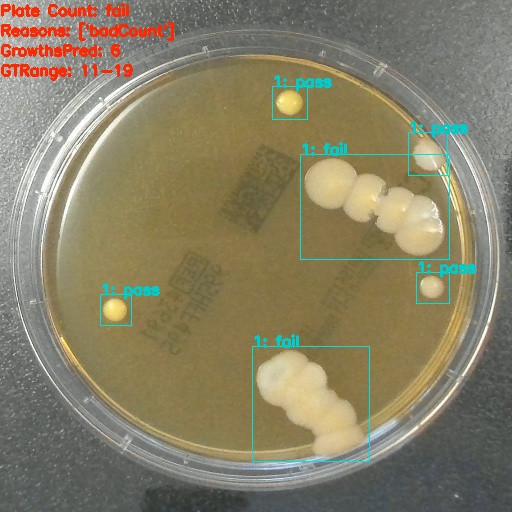 Plate Count: fail
Reasons: ['badCount']
GrowthsPred: 6
GTRange: 11-19
1: pass
1: pass
1: fail
1: pass
1: pass
1: fail